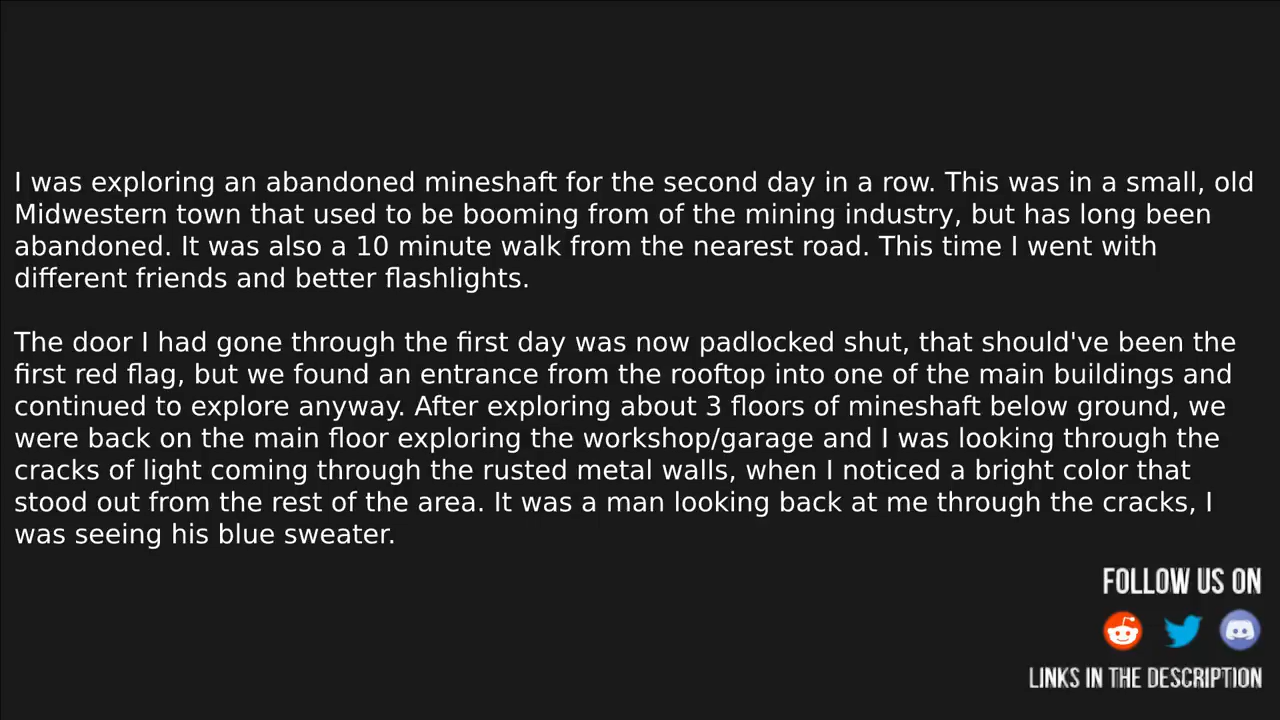 I was exploring an abandoned mineshaft for the second day in a row. This was in a small, old
Midwestern town that used to be booming from of the mining industry, but has long been
abandoned. It was also a 10 minute walk from the nearest road. This time I went with
different friends and better flashlights.
The door I had gone through the first day was now padlocked shut, that should've been the
first red flag, but we found an entrance from the rooftop into one of the main buildings and
continued to explore anyway. After exploring about 3 floors of mineshaft below ground, we
were back on the main floor exploring the workshop/garage and I was looking through the
cracks of light coming through the rusted metal walls, when I noticed a bright color that
stood out from the rest of the area. It was a man looking back at me through the cracks, I
was seeing his blue sweater.
FOLLOW US ON
LINKS IN THE DESCRIPTION